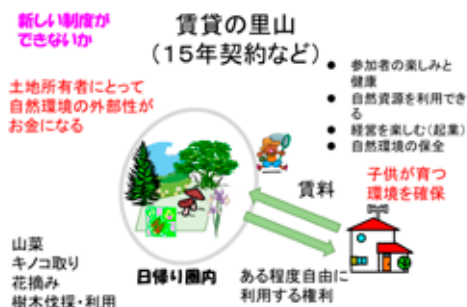 新しい制度が
できないか
賃貸の里山
(15年契約など)
土地所有者にとって
自然環境の外部性が
お金になる
● 参加者の楽しみと
健康
● 自然資源を利用でき
る
● 経営を楽しむ(起業)
● 自然環境の保全
子供が育つ
環境を確保
賃料
山菜
キノコ取り
花摘み
樹木伐採・利用
日帰り圏内
ある程度自由に
利用する権利